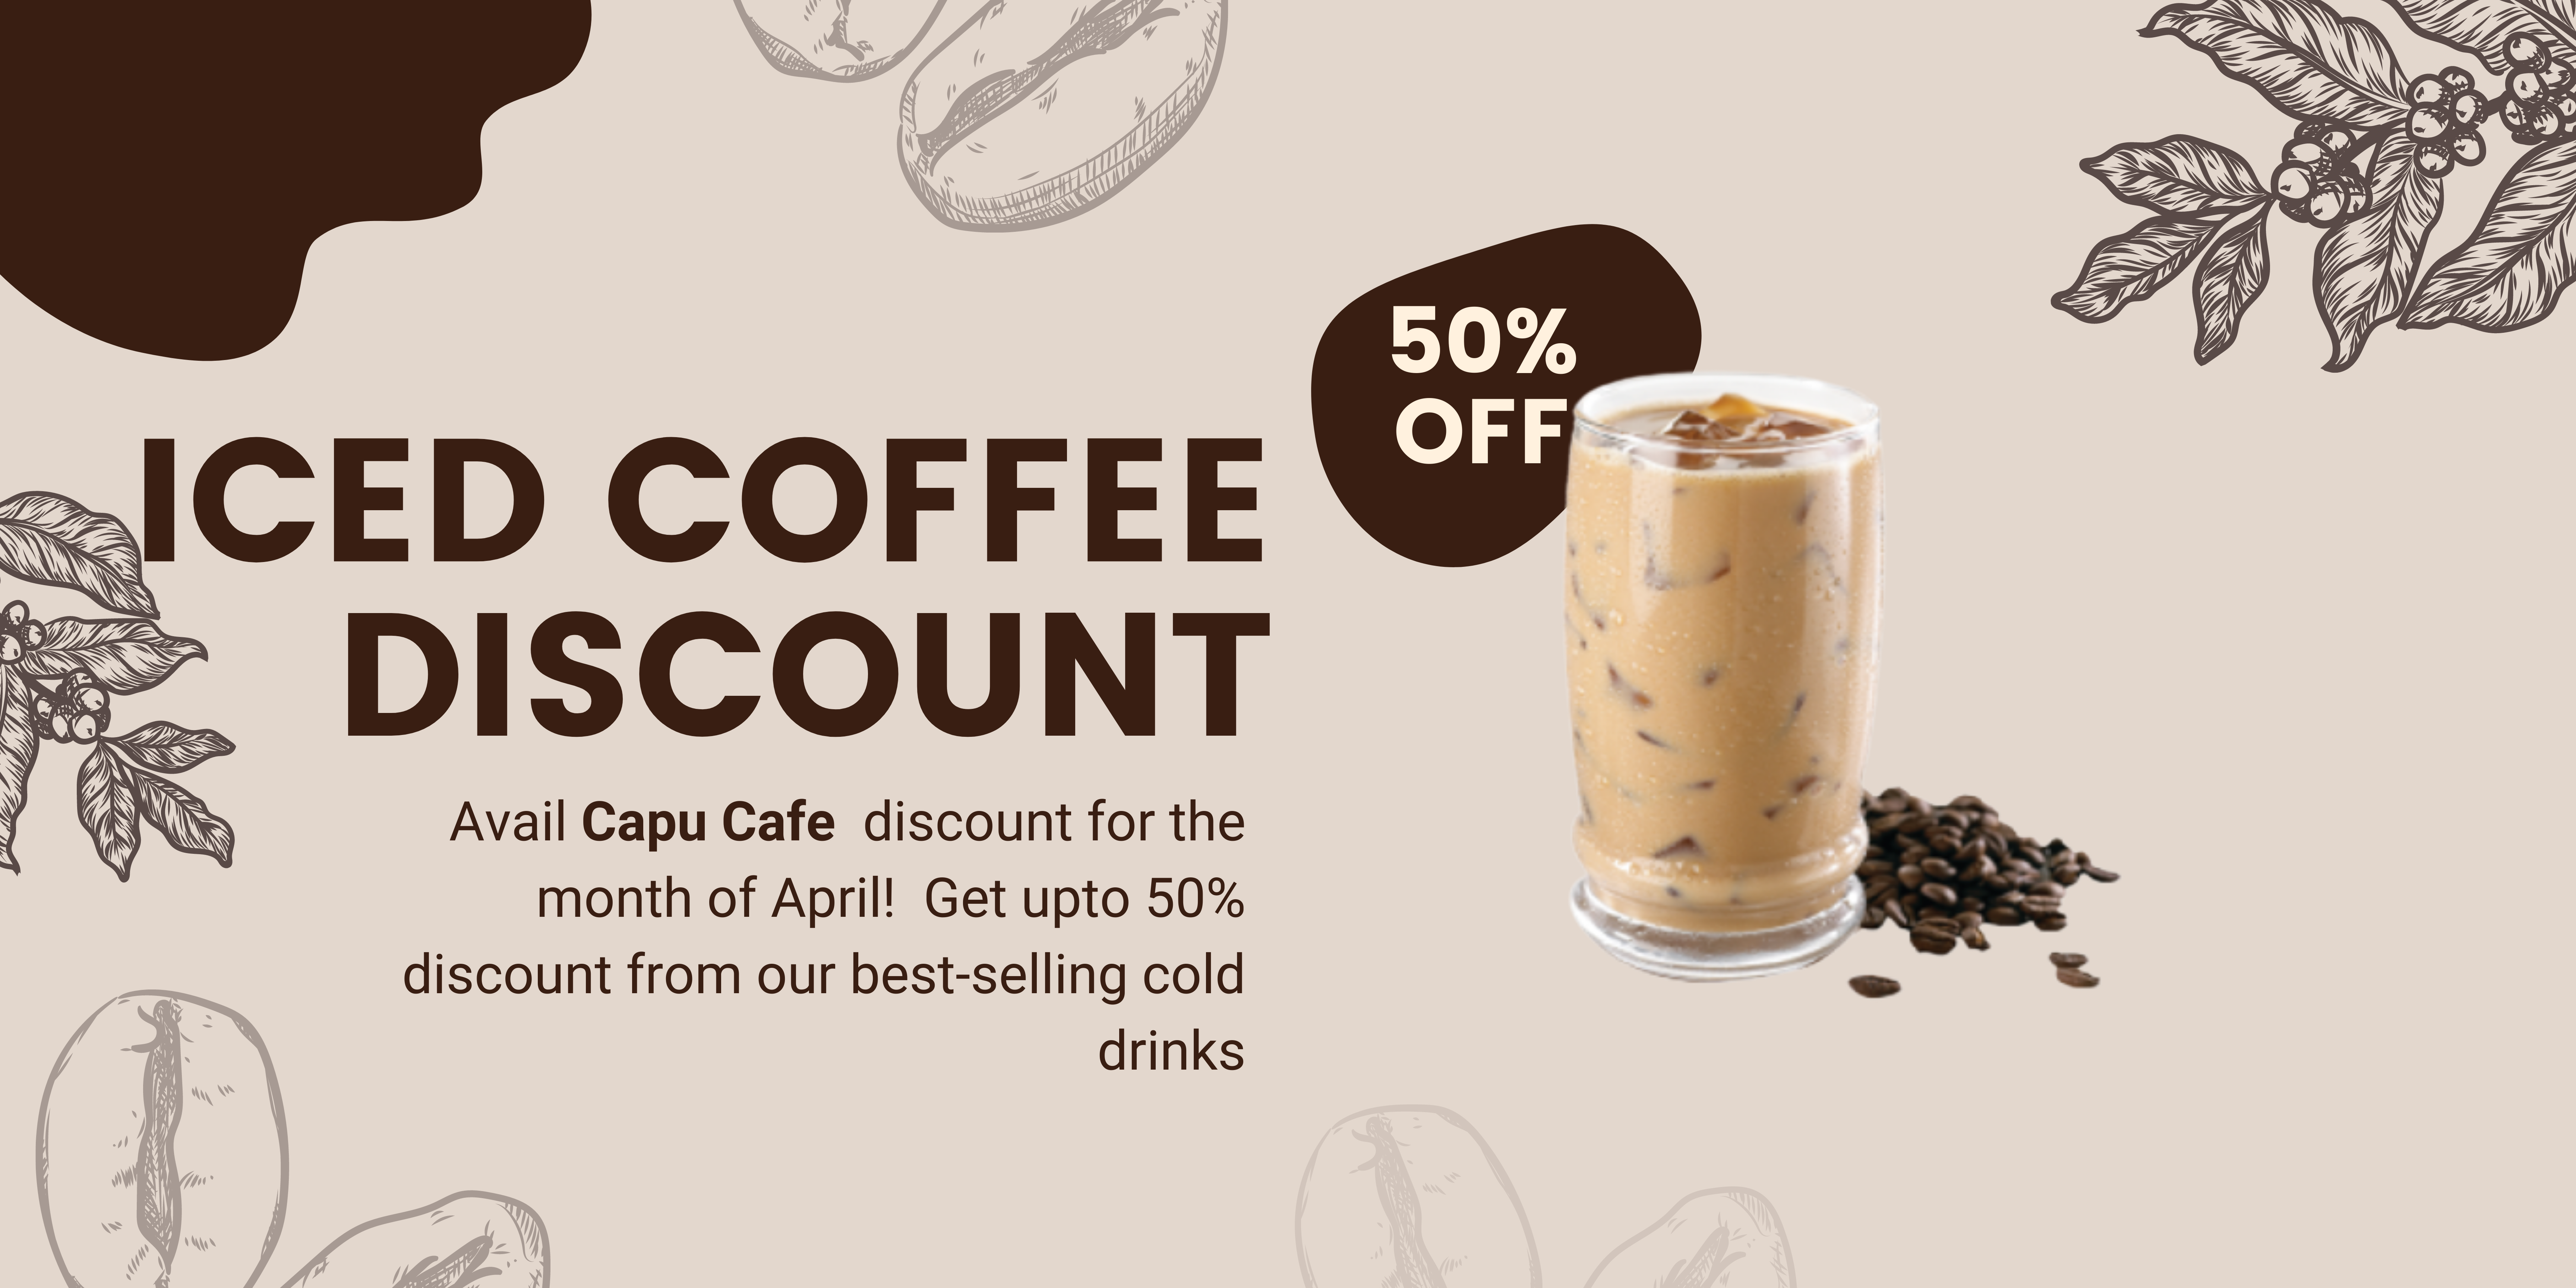 50%
OFF
ICED COFFEE
DISCOUNT
Avail Capu Cafe  discount for the
month of April!  Get upto 50%
discount from our best-selling cold
drinks